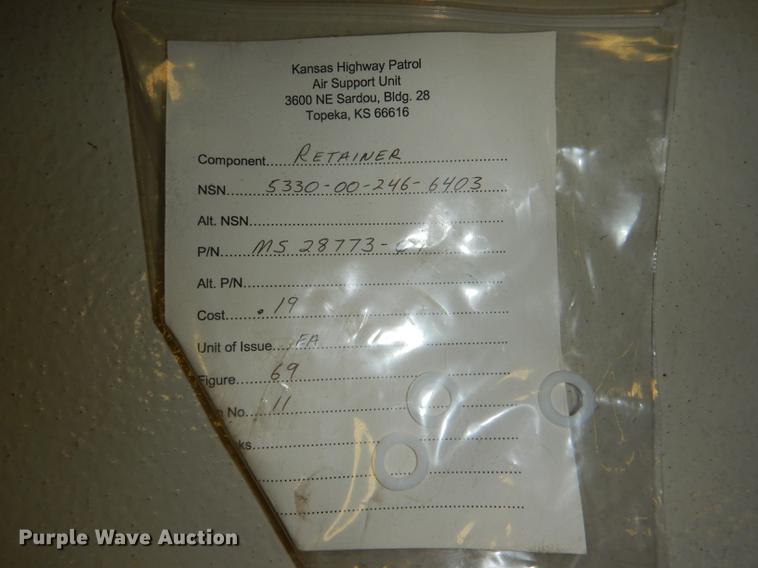 Kansas Highway Patrol
Air Support Unit
3600 NE Sardou, Bldg. 28
Topeka, KS 66616
Component RETAINER
NSN 5330-00-246-6403
Alt. NSN
P/N MS 28773-
Alt. P/N
Cost .19
Unit of Issue EA
Figure 69
No. 11
ks
Purple Wave Auction